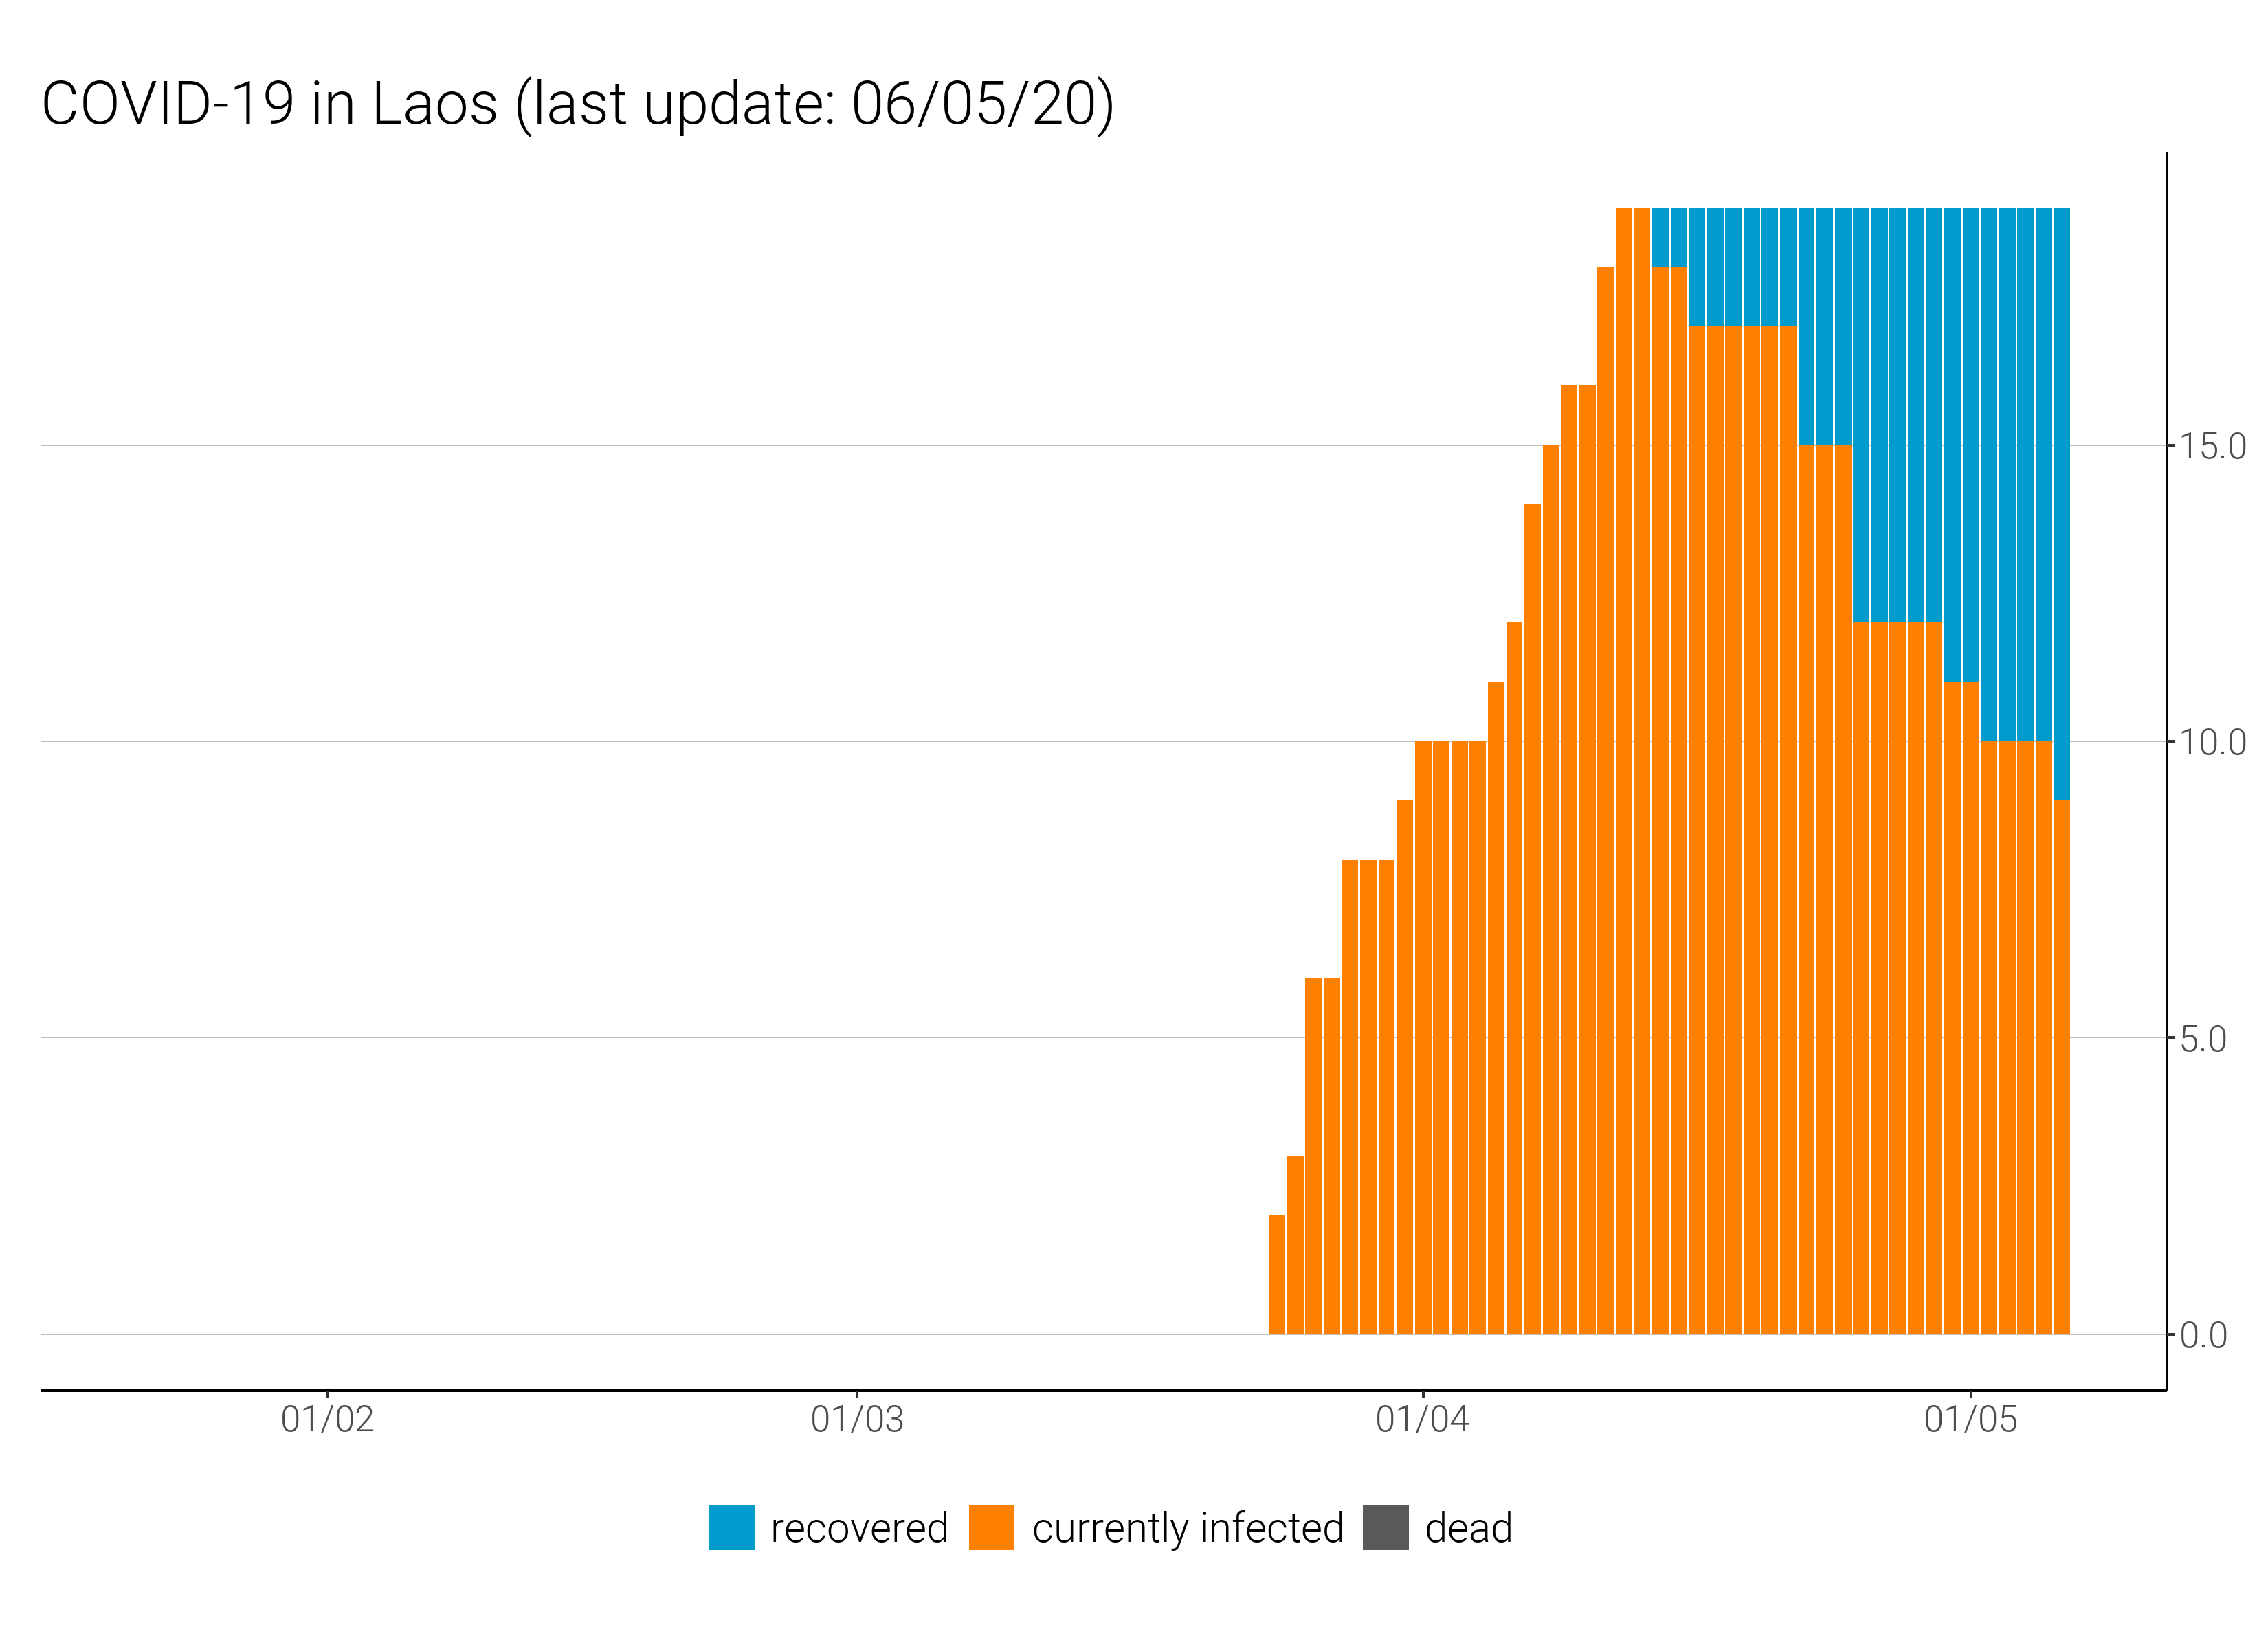 COVID-19 in Laos (last update: 06/05/20)
15.0
10.0
5.0
0.0
01/02 01/03 01/04 01/05
recovered currently infected dead